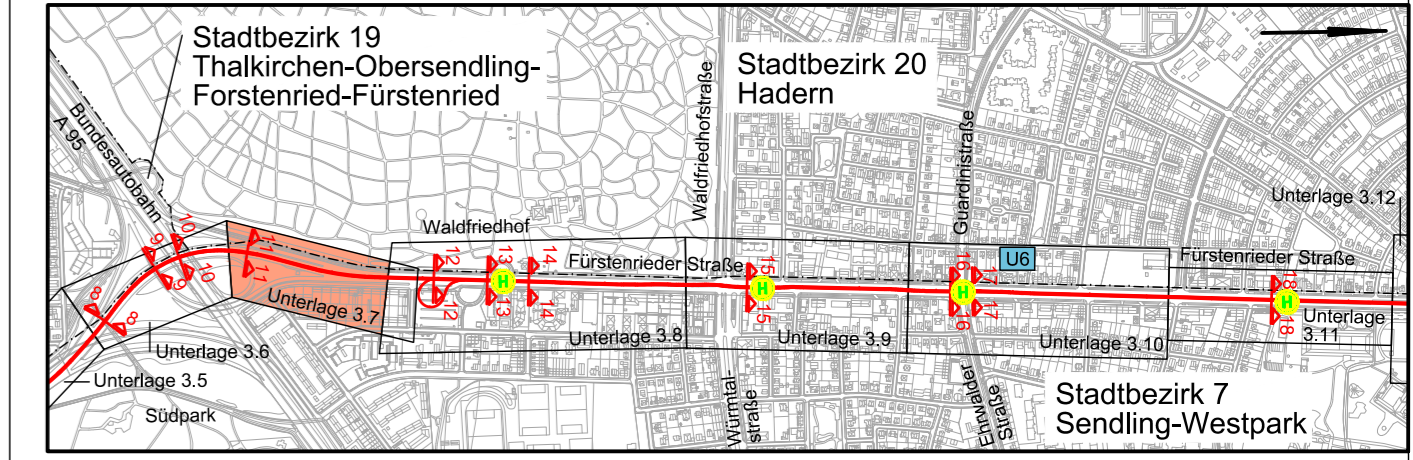 Stadtbezirk 19
Thalkirchen-Obersendling-
Forstenried-Fürstenried
Stadtbezirk 20
Hadern
Bundesautobahn
A 95
Waldfriedhof
Waldfriedhofstraße
Guardinistraße
Unterlage 3.12
U6
Fürstenrieder Straße
Fürstenrieder Straße
8
8
9
9
10
10
11
11
12
12
13
13
14
14
15
15
16
16
17
17
18
18
H
H
H
H
Unterlage 3.7
Unterlage 3.8
Unterlage 3.9
Unterlage 3.10
Unterlage
3.11
Unterlage 3.6
Unterlage 3.5
Südpark
Würmtal-
straße
Ehrwalder
Straße
Stadtbezirk 7
Sendling-Westpark